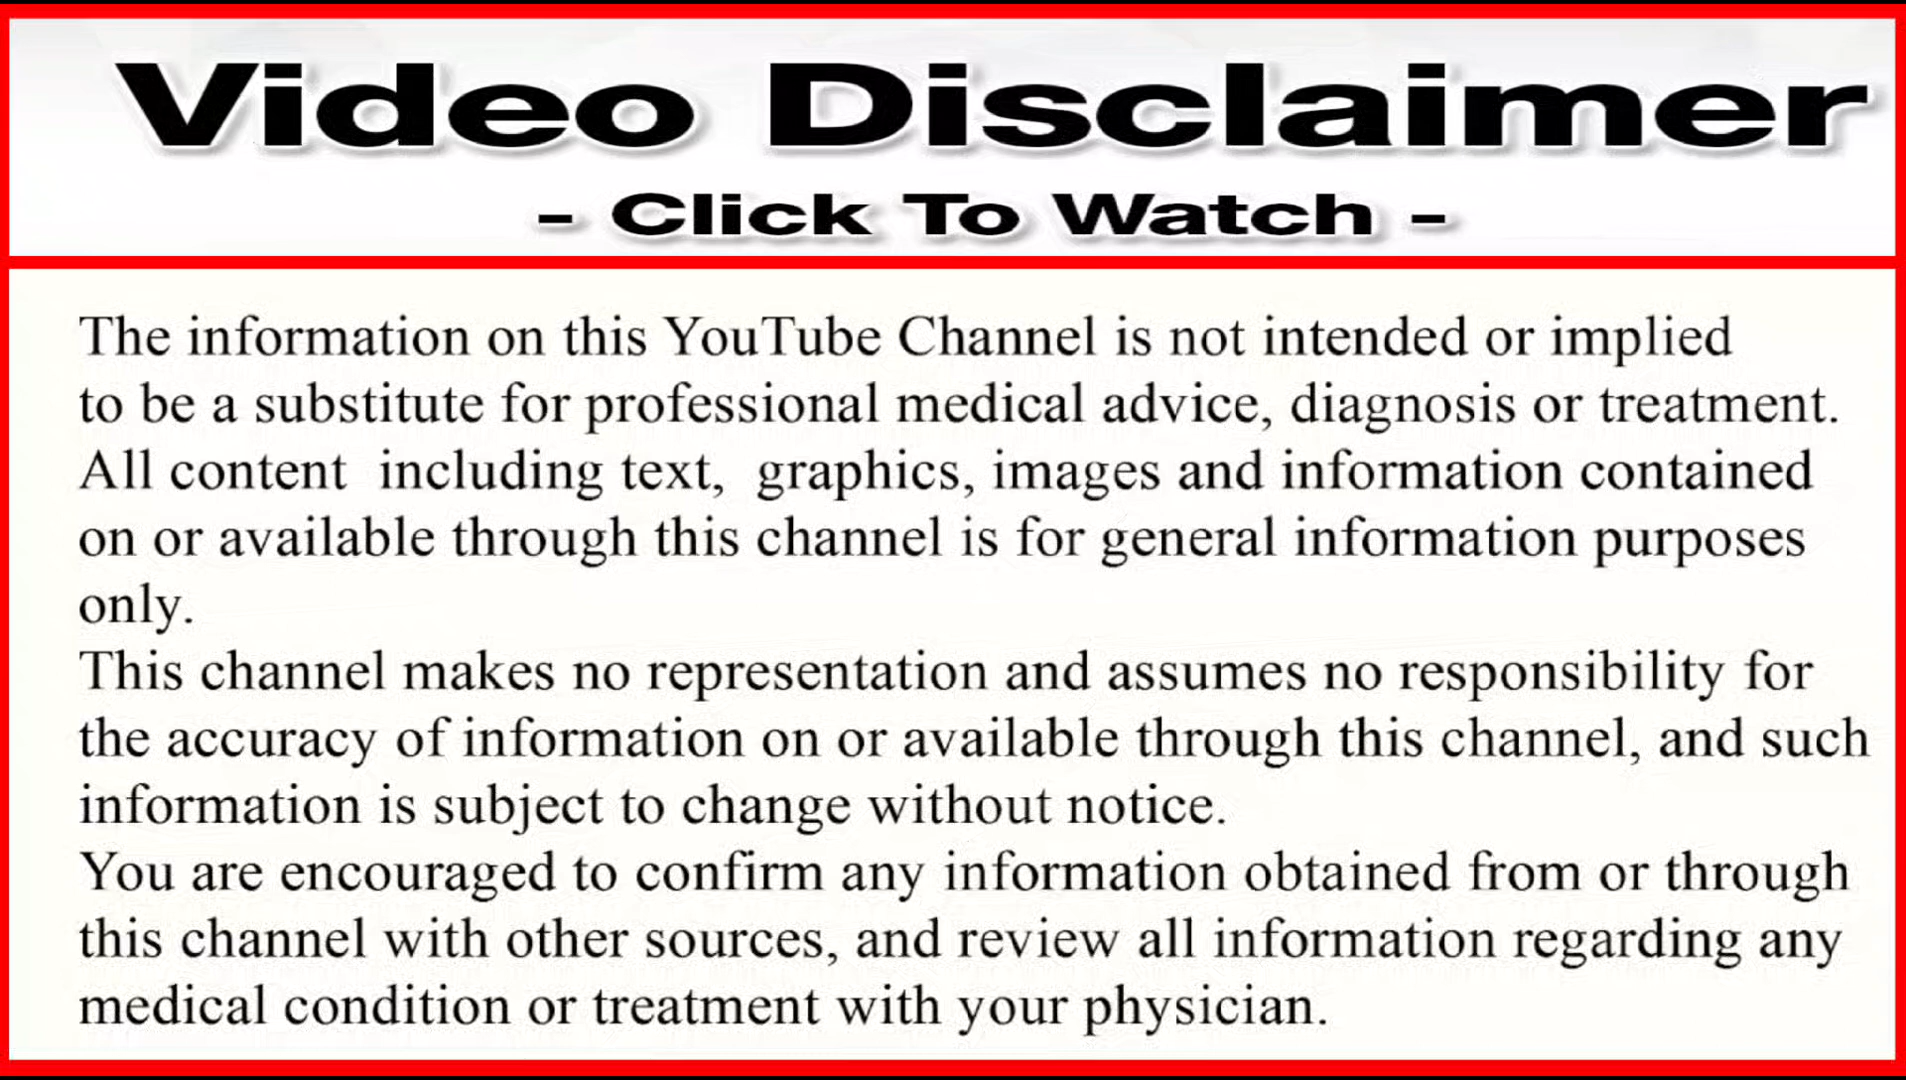 Video Disclaimer
- Click To Watch -
The information on this YouTube Channel is not intended or implied
to be a substitute for professional medical advice, diagnosis or treatment.
All content including text, graphics, images and information contained
on or available through this channel is for general information purposes
only.
This channel makes no representation and assumes no responsibility for
the accuracy of information on or available through this channel, and such
information is subject to change without notice.
You are encouraged to confirm any information obtained from or through
this channel with other sources, and review all information regarding any
medical condition or treatment with your physician.